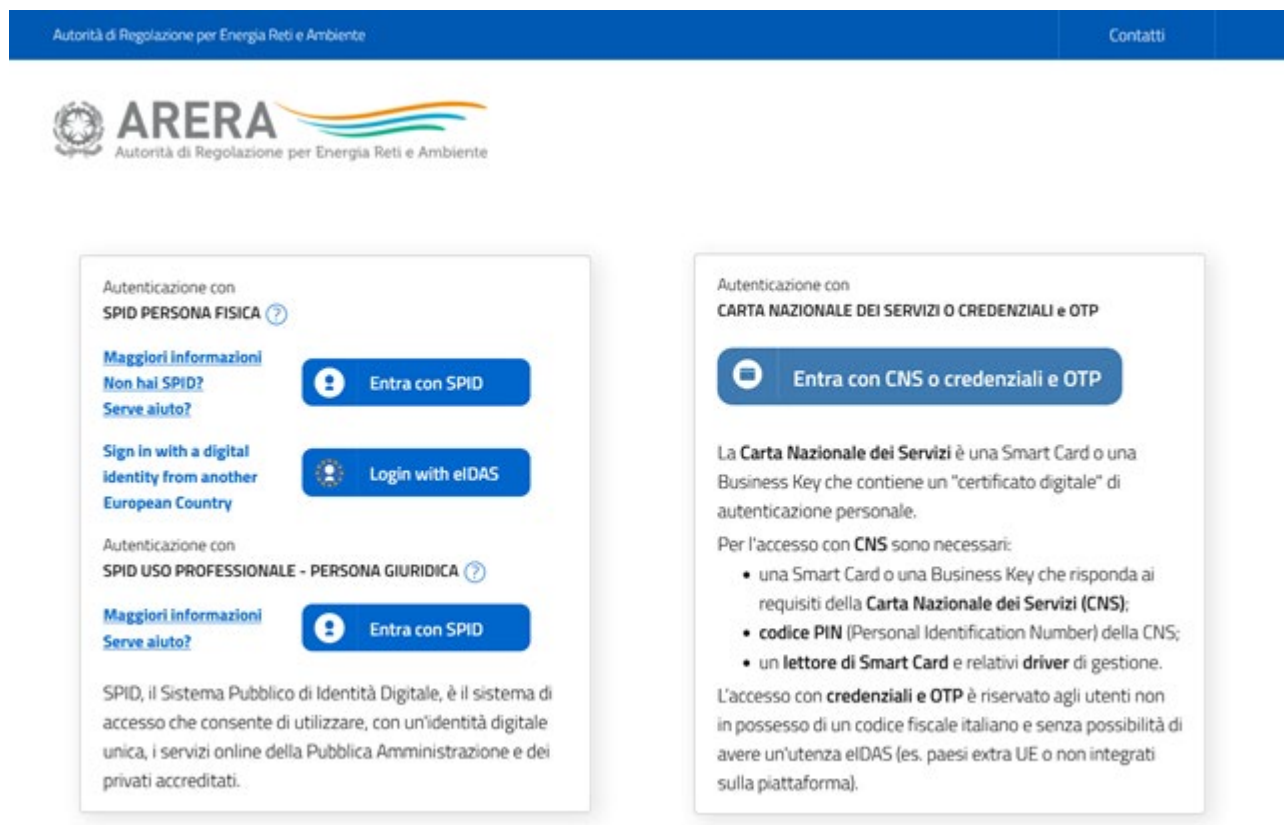 Autorità di Regolazione per Energia Reti e Ambiente
Contatti
ARERA
Autorità di Regolazione per Energia Reti e Ambiente
Autenticazione con
SPID PERSONA FISICA ?
Maggiori informazioni
Non hai SPID?
Serve aiuto?
Entra con SPID
Sign in with a digital
identity from another
European Country
Login with eIDAS
Autenticazione con
SPID USO PROFESSIONALE - PERSONA GIURIDICA ?
Maggiori informazioni
Serve aiuto?
Entra con SPID
SPID, il Sistema Pubblico di Identità Digitale, è il sistema di
accesso che consente di utilizzare, con un'identità digitale
unica, i servizi online della Pubblica Amministrazione e dei
privati accreditati.
Autenticazione con
CARTA NAZIONALE DEI SERVIZI O CREDENZIALI e OTP
Entra con CNS o credenziali e OTP
La Carta Nazionale dei Servizi è una Smart Card o una
Business Key che contiene un "certificato digitale" di
autenticazione personale.
Per l'accesso con CNS sono necessari:
• una Smart Card o una Business Key che risponda ai
requisiti della Carta Nazionale dei Servizi (CNS);
• codice PIN (Personal Identification Number) della CNS;
• un lettore di Smart Card e relativi driver di gestione.
L'accesso con credenziali e OTP è riservato agli utenti non
in possesso di un codice fiscale italiano e senza possibilità di
avere un'utenza eIDAS (es. paesi extra UE o non integrati
sulla piattaforma).